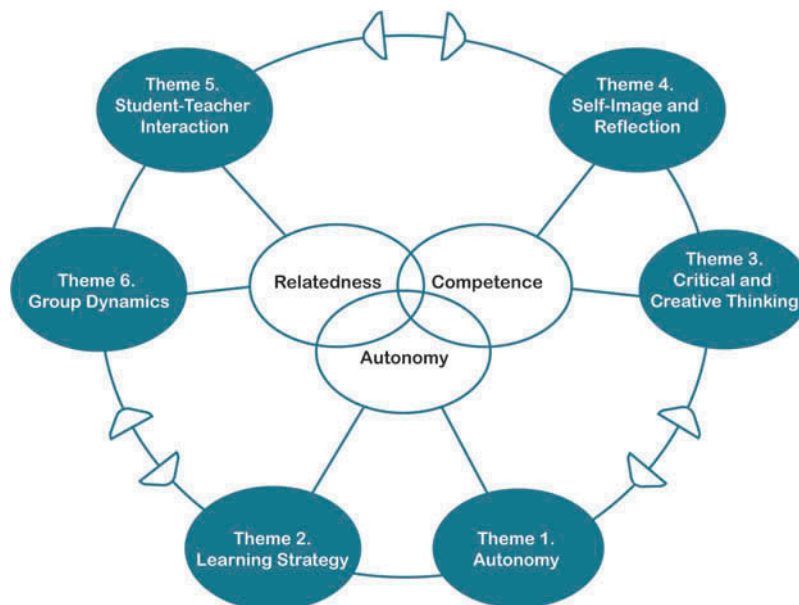 Theme 5.
Student-Teacher
Interaction
Theme 4.
Self-Image and
Reflection
Theme 6.
Group Dynamics
Relatedness
Competence
Theme 3.
Critical and
Creative Thinking
Autonomy
Theme 2.
Learning Strategy
Theme 1.
Autonomy